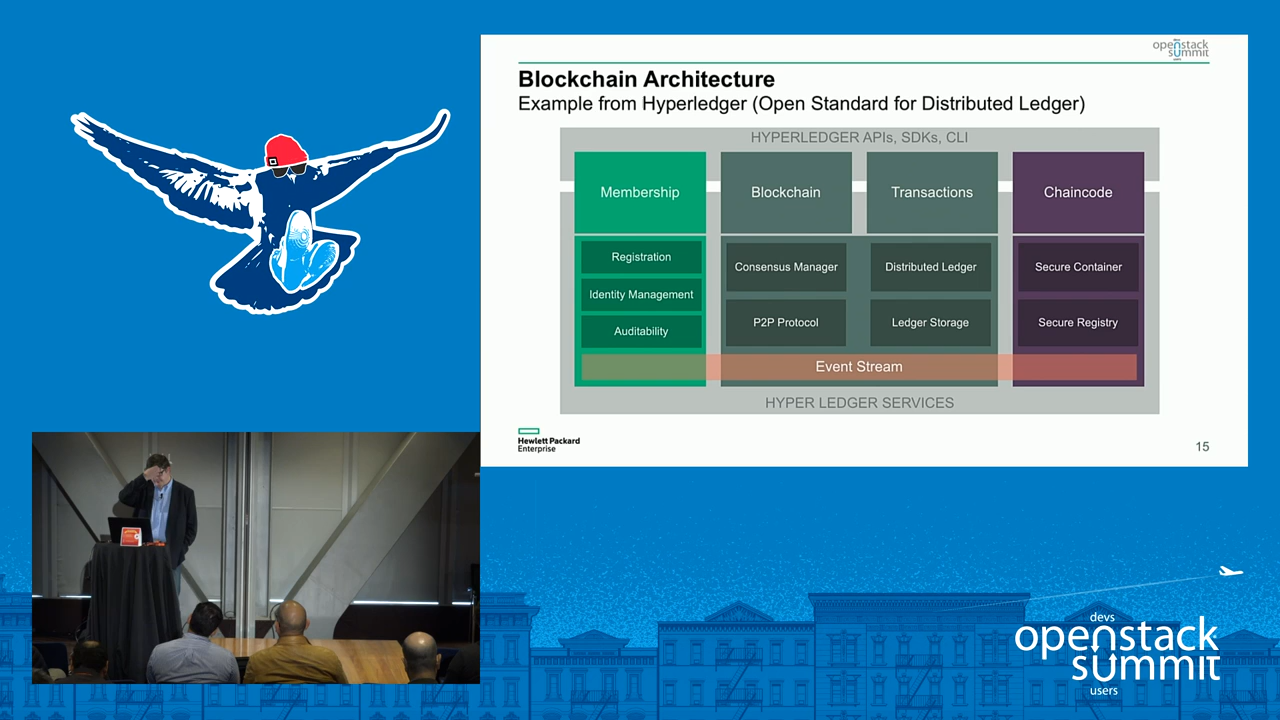 devs
openstack
summit
users
Blockchain Architecture
Example from Hyperledger (Open Standard for Distributed Ledger)
HYPERLEDGER APIs, SDKs, CLI
Membership
Blockchain
Transactions
Chaincode
Registration
Identity Management
Auditability
Consensus Manager
P2P Protocol
Distributed Ledger
Ledger Storage
Secure Container
Secure Registry
Event Stream
HYPER LEDGER SERVICES
Hewlett Packard
Enterprise
15
devs
openstack
summit
users